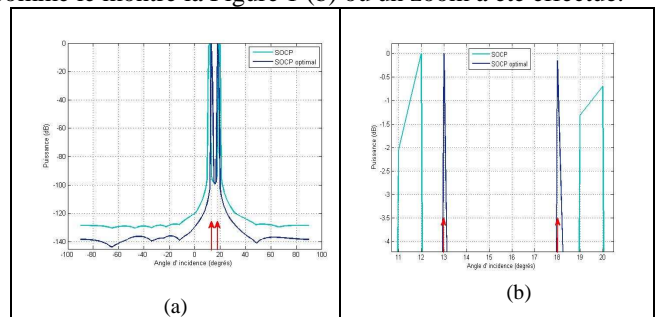 comme le montre la Figure 1 (b) où un zoom a été effectué.
SOCP
SOCP optimal
Puissance (dB)
0
-20
-40
-60
-80
-100
-120
-140
-100 -80 -60 -40 -20 0 20 40 60 80 100
Angle d' incidence (degrés)
(a)
SOCP
SOCP optimal
Puissance (dB)
0
-0.5
-1
-1.5
-2
-2.5
-3
-3.5
-4
11 12 13 14 15 16 17 18 19 20
Angle d' incidence (degrés)
(b)